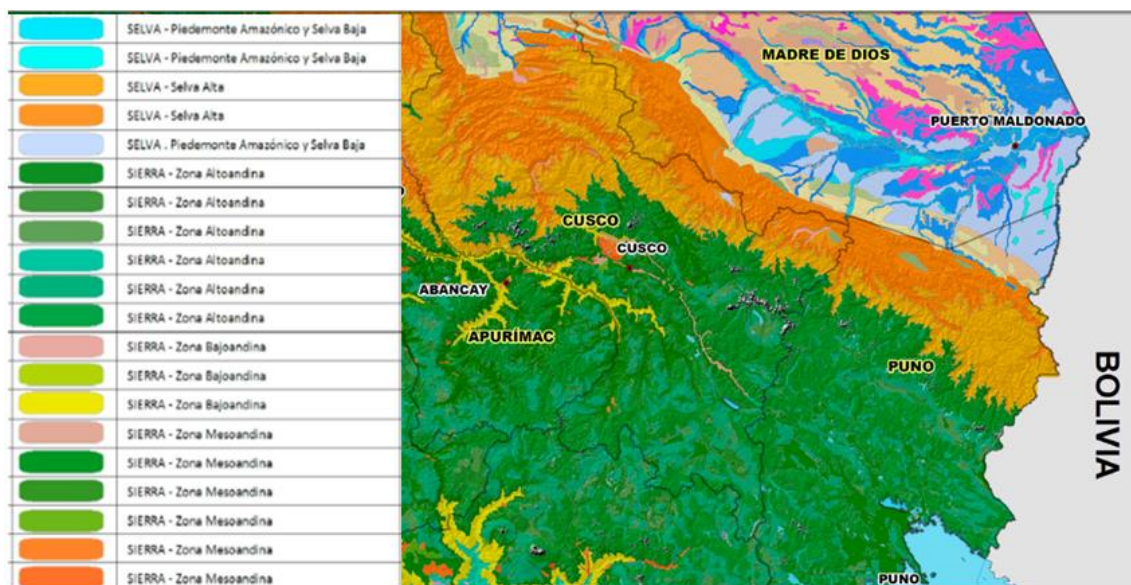 SELVA - Piedemonte Amazónico y Selva Baja
SELVA - Piedemonte Amazónico y Selva Baja
SELVA - Selva Alta
SELVA - Selva Alta
SELVA . Piedemonte Amazónico y Selva Baja
SIERRA - Zona Altoandina
SIERRA - Zona Altoandina
SIERRA - Zona Altoandina
SIERRA - Zona Altoandina
SIERRA - Zona Altoandina
SIERRA - Zona Altoandina
SIERRA - Zona Bajoandina
SIERRA - Zona Bajoandina
SIERRA - Zona Bajoandina
SIERRA - Zona Mesoandina
SIERRA - Zona Mesoandina
SIERRA - Zona Mesoandina
SIERRA - Zona Mesoandina
SIERRA - Zona Mesoandina
SIERRA - Zona Mesoandina
MADRE DE DIOS
PUERTO MALDONADO
CUSCO
CUSCO
ABANCAY
APURÍMAC
PUNO
BOLIVIA
PUNO